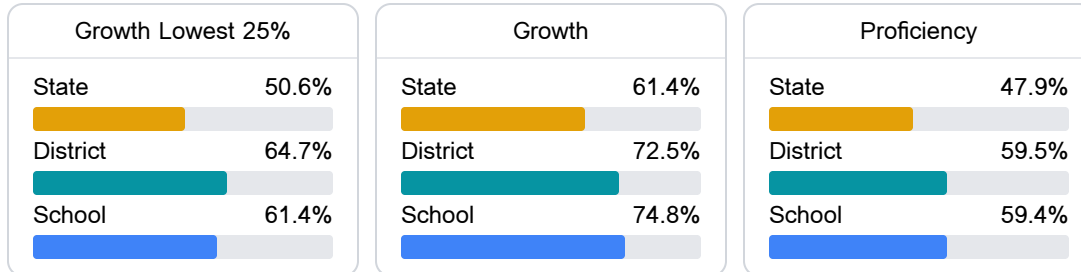 Growth Lowest 25%
State 50.6%
District 64.7%
School 61.4%
Growth
State 61.4%
District 72.5%
School 74.8%
Proficiency
State 47.9%
District 59.5%
School 59.4%